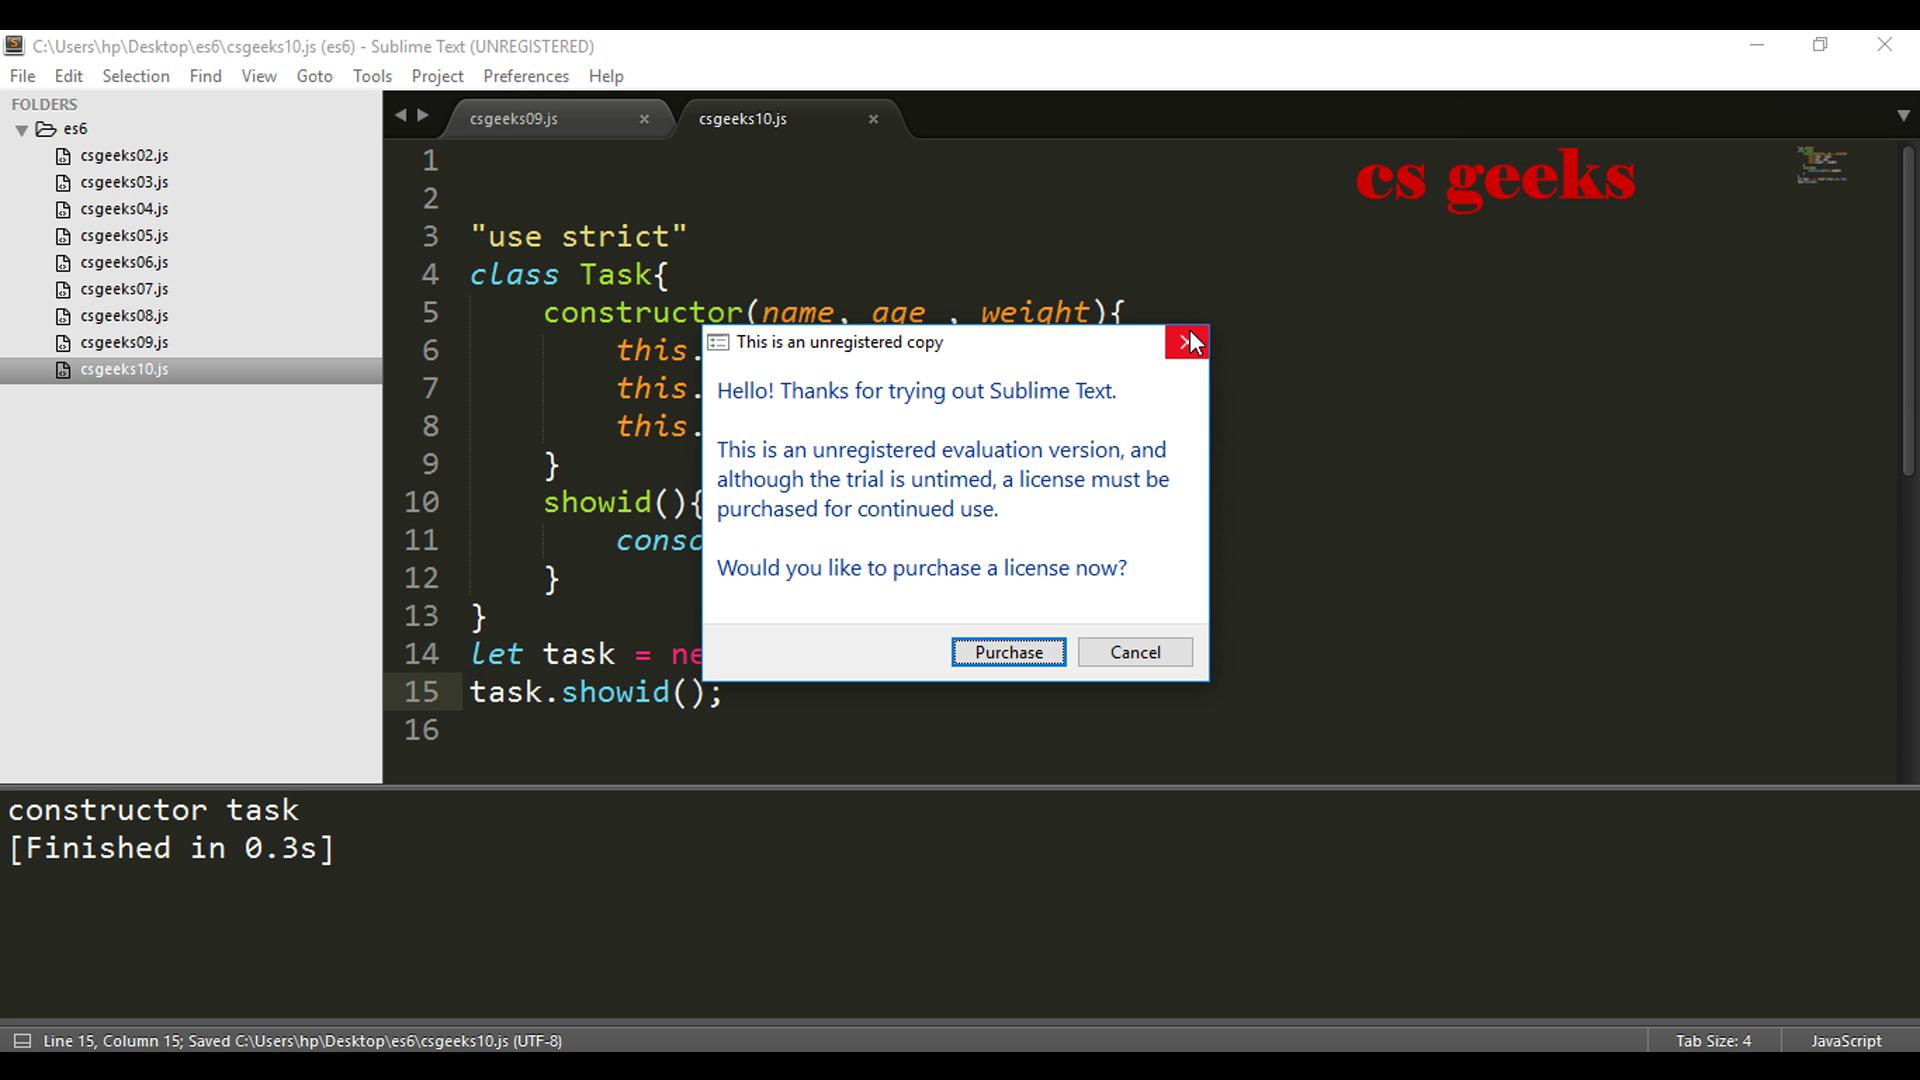 C:\Users\hp\Desktop\es6\csgeeks10.js (es6) - Sublime Text (UNREGISTERED)
File Edit Selection Find View Goto Tools Project Preferences Help
FOLDERS
es6
csgeeks02.js
csgeeks03.js
csgeeks04.js
csgeeks05.js
csgeeks06.js
csgeeks07.js
csgeeks08.js
csgeeks09.js
csgeeks10.js
csgeeks09.js csgeeks10.js
cs geeks
1
2
3 "use strict"
4 class Task{
5 constructor(name, age , weight){
6 this.
7 this.
8 this.
9 }
10 showid(){
11 conso
12 }
13 }
14 let task = ne
15 task.showid();
16
This is an unregistered copy
Hello! Thanks for trying out Sublime Text.
This is an unregistered evaluation version, and
although the trial is untimed, a license must be
purchased for continued use.
Would you like to purchase a license now?
Purchase Cancel
constructor task
[Finished in 0.3s]
Line 15, Column 15; Saved C:\Users\hp\Desktop\es6\csgeeks10.js (UTF-8) Tab Size: 4 JavaScript